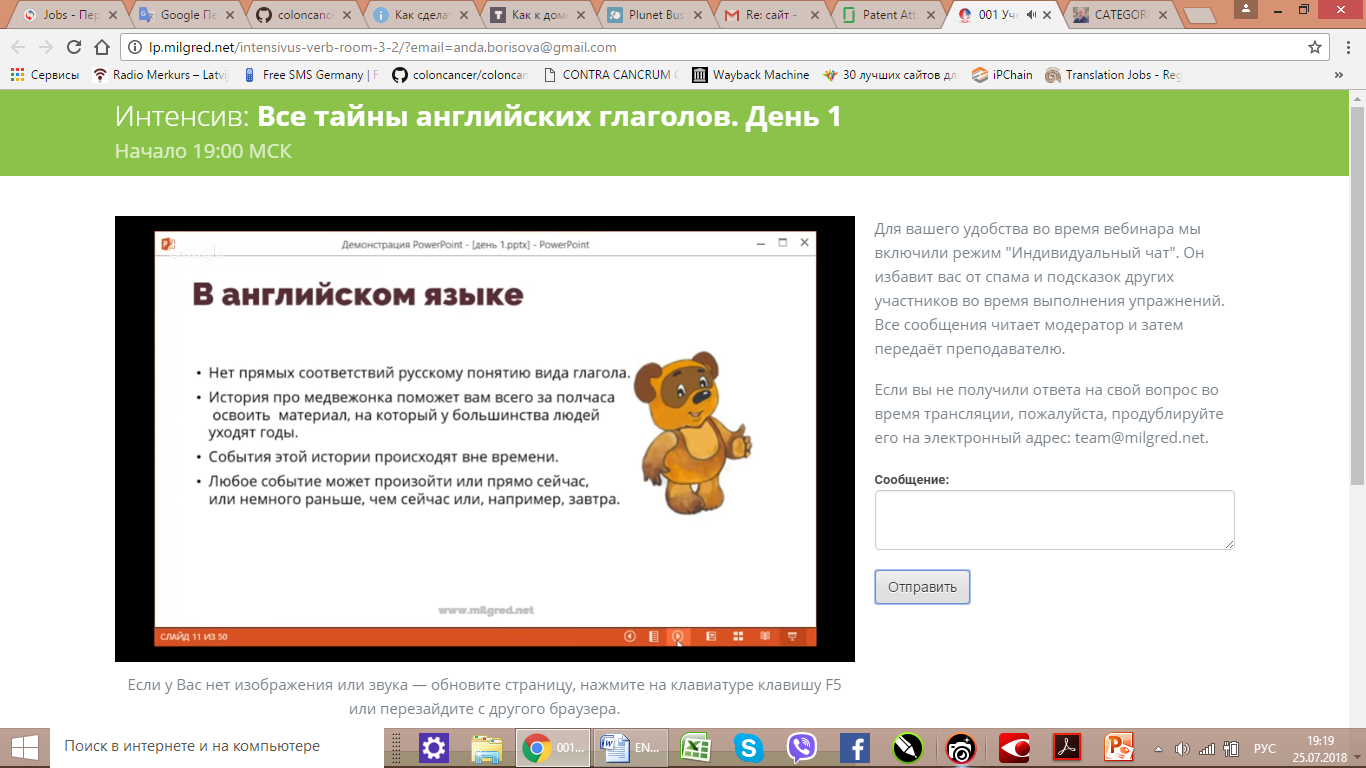 Jobs - Пер
Google Пе
coloncance
Как сдела
Как к дом
Plunet Bus
Re: сайт -
Patent Att
001 Уч
CATEGORI
lp.milgred.net/intensivus-verb-room-3-2/?email=anda.borisova@gmail.com
Сервисы
Radio Merkurs – Latvij
Free SMS Germany | F
coloncancer/coloncan
CONTRA CANCRUM C
Wayback Machine
30 лучших сайтов для
iPChain
Translation Jobs - Reg
»
Интенсив: Все тайны английских глаголов. День 1
Начало 19:00 МСК
Демонстрация PowerPoint - [день 1.pptx] - PowerPoint
В английском языке
• Нет прямых соответствий русскому понятию вида глагола.
• История про медвежонка поможет вам всего за полчаса
освоить материал, на который у большинства людей
уходят годы.
• События этой истории происходят вне времени.
• Любое событие может произойти или прямо сейчас,
или немного раньше, чем сейчас или, например, завтра.
www.milgred.net
СЛАЙД 11 ИЗ 50
Если у Вас нет изображения или звука — обновите страницу, нажмите на клавиатуре клавишу F5
или перезайдите с другого браузера.
Для вашего удобства во время вебинара мы
включили режим "Индивидуальный чат". Он
избавит вас от спама и подсказок других
участников во время выполнения упражнений.
Все сообщения читает модератор и затем
передаёт преподавателю.
Если вы не получили ответа на свой вопрос во
время трансляции, пожалуйста, продублируйте
его на электронный адрес: team@milgred.net.
Сообщение:
Отправить
Поиск в интернете и на компьютере
001...
EN...
РУС
19:19
25.07.2018